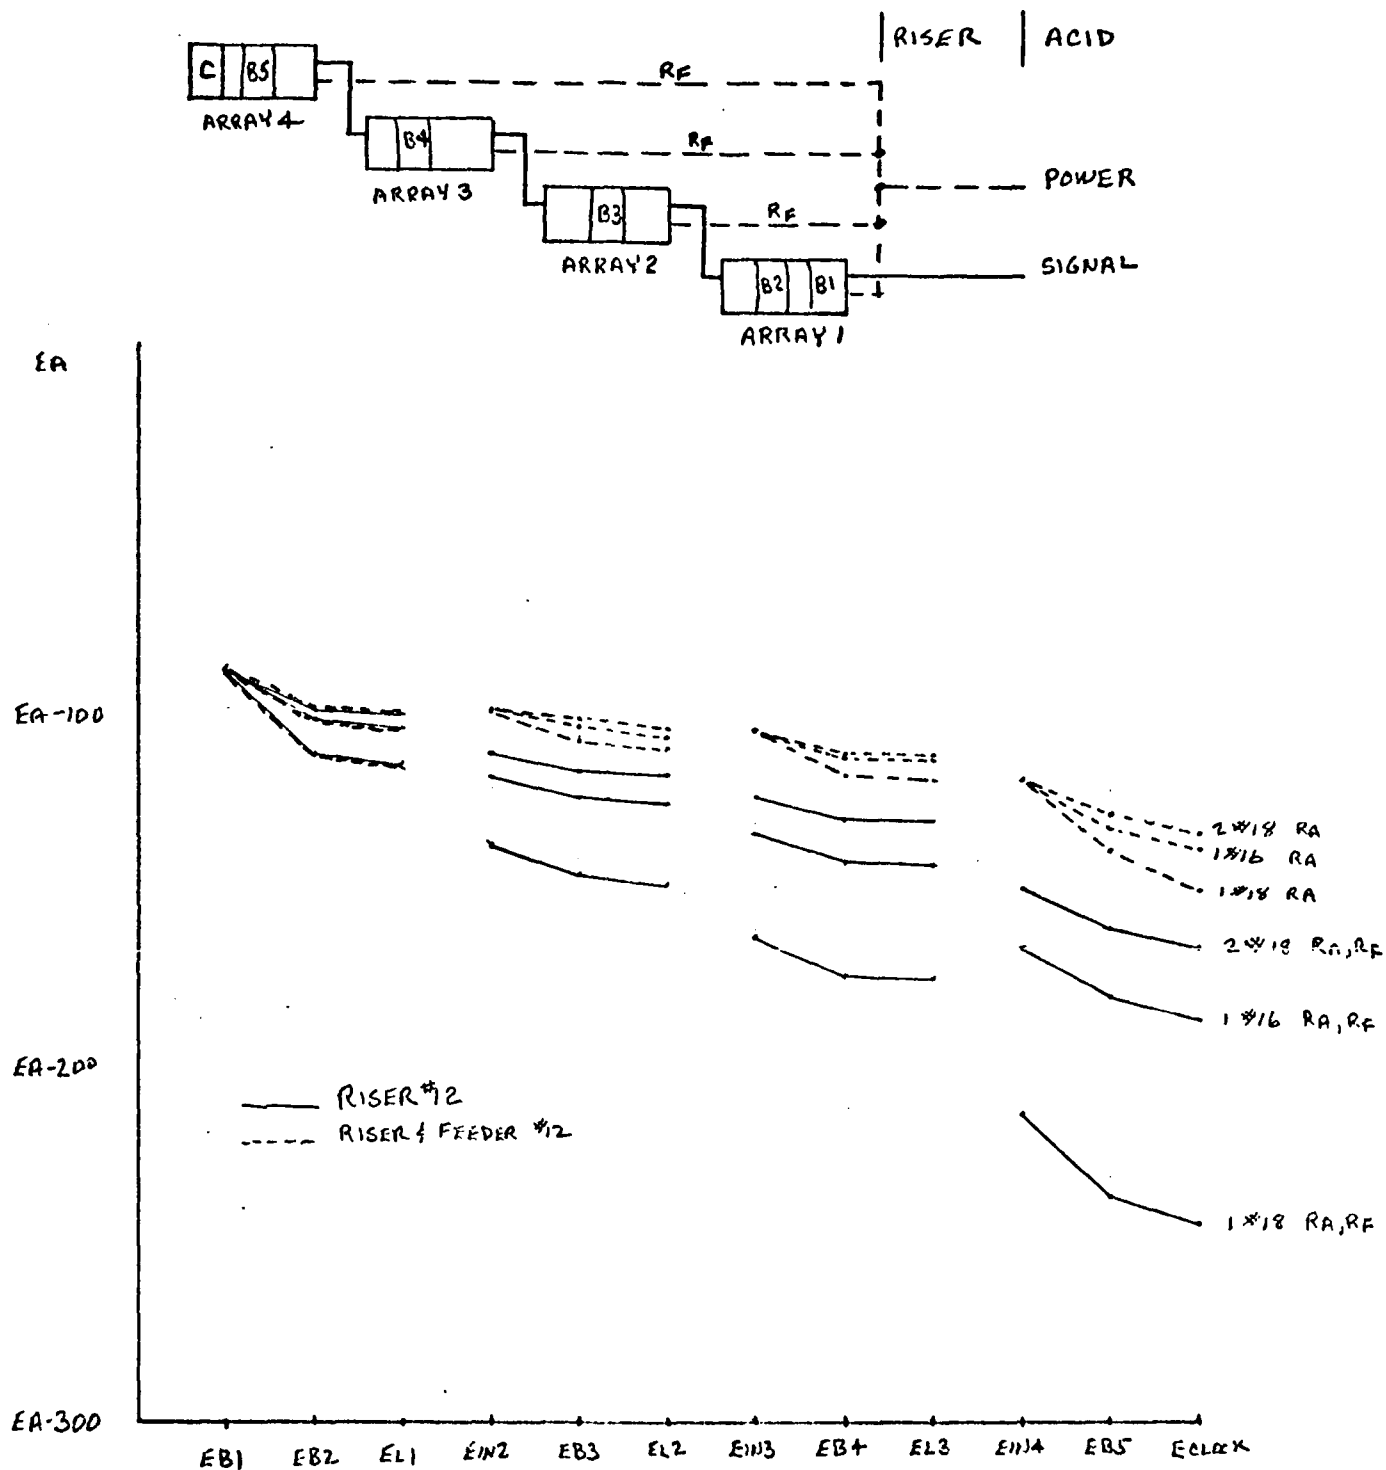 RISER
ACID
C
B5
RF
ARRAY 4
B4
RF
ARRAY 3
POWER
B3
RF
ARRAY 2
SIGNAL
B2
B1
ARRAY 1
EA
EA-100
2 #18 RA
1 #16 RA
1 #18 RA
2 #18 RA, RF
1 #16 RA, RF
EA-200
RISER #12
RISER & FEEDER #12
1 #18 RA, RF
EA-300
EB1 EB2 EL1 EIN2 EB3 EL2 EIN3 EB4 EL3 EIN4 EB5 ECLOCK